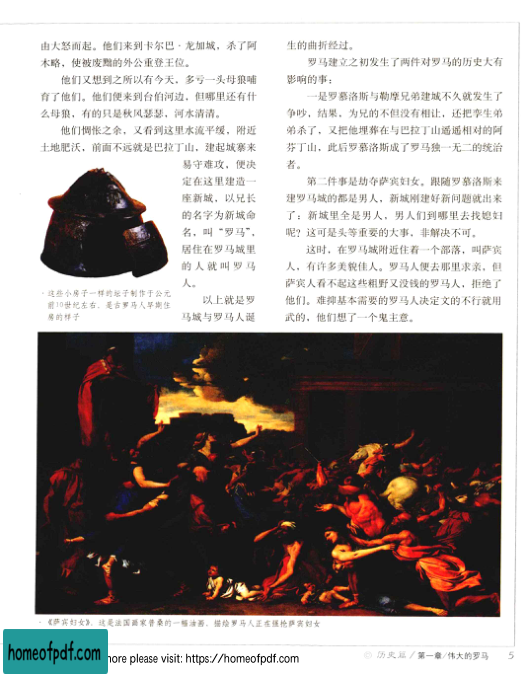 由大怒而起。他们来到卡尔巴·龙加城，杀了阿
木略，使被废黜的外公重登王位。
他们又想到之所以有今天，多亏一头母狼哺
育了他们。他们便来到台伯河边，但哪里还有什
么母狼，有的只是秋风瑟瑟，河水清清。
他们惆怅之余，又看到这里水流平缓，附近
土地肥沃，前面不远就是巴拉丁山，建起城寨来
易守难攻，便决
定在这里建造一
座新城，以兄长
的名字为新城命
名，叫“罗马”，
居住在罗马城里
的人就叫罗马
人。
以上就是罗
马城与罗马人诞
·这些小房子一样的坛子制作于公元
前10世纪左右，是古罗马人早期住
房的样子
生的曲折经过。
罗马建立之初发生了两件对罗马的历史大有
影响的事：
一是罗慕洛斯与勒摩兄弟建城不久就发生了
争吵，结果，为兄的不但没有相让，还把孪生弟
弟杀了，又把他埋葬在与巴拉丁山遥遥相对的阿
芬丁山，此后罗慕洛斯成了罗马独一无二的统治
者。
第二件事是劫夺萨宾妇女。跟随罗慕洛斯来
建罗马城的都是男人，新城刚建好新问题就出来
了：新城里全是男人，男人们到哪里去找媳妇
呢？这可是头等重要的大事，非解决不可。
这时，在罗马城附近住着一个部落，叫萨宾
人，有许多美貌佳人。罗马人便去那里求亲，但
萨宾人看不起这些粗野又没钱的罗马人，拒绝了
他们。难抑基本需要的罗马人决定文的不行就用
武的，他们想了一个鬼主意。
·《萨宾妇女》，这是法国画家普桑的一幅油画，描绘罗马人正在强抢萨宾妇女
◎ 历史篇/第一章/伟大的罗马 5
homeofpdf.com
more please visit: https://homeofpdf.com